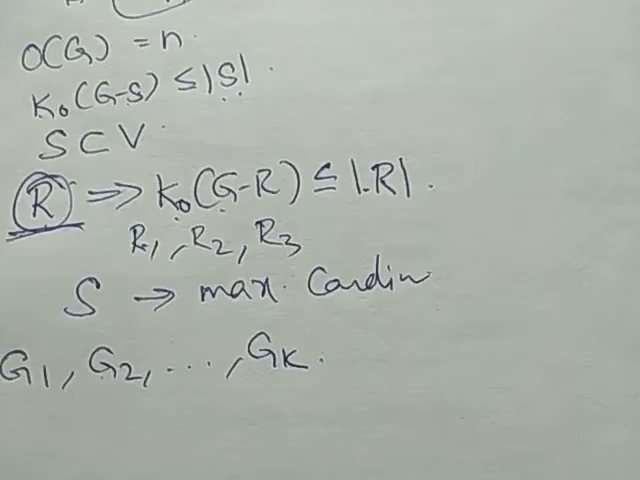 O(G) = n.
K₀(G-S) ≤ |S|.
S ⊂ V.
R ⇒ K₀(G-R) ≤ |R|.
R₁, R₂, R₃
S → max. Cardin
G₁, G₂, ..., Gₖ.